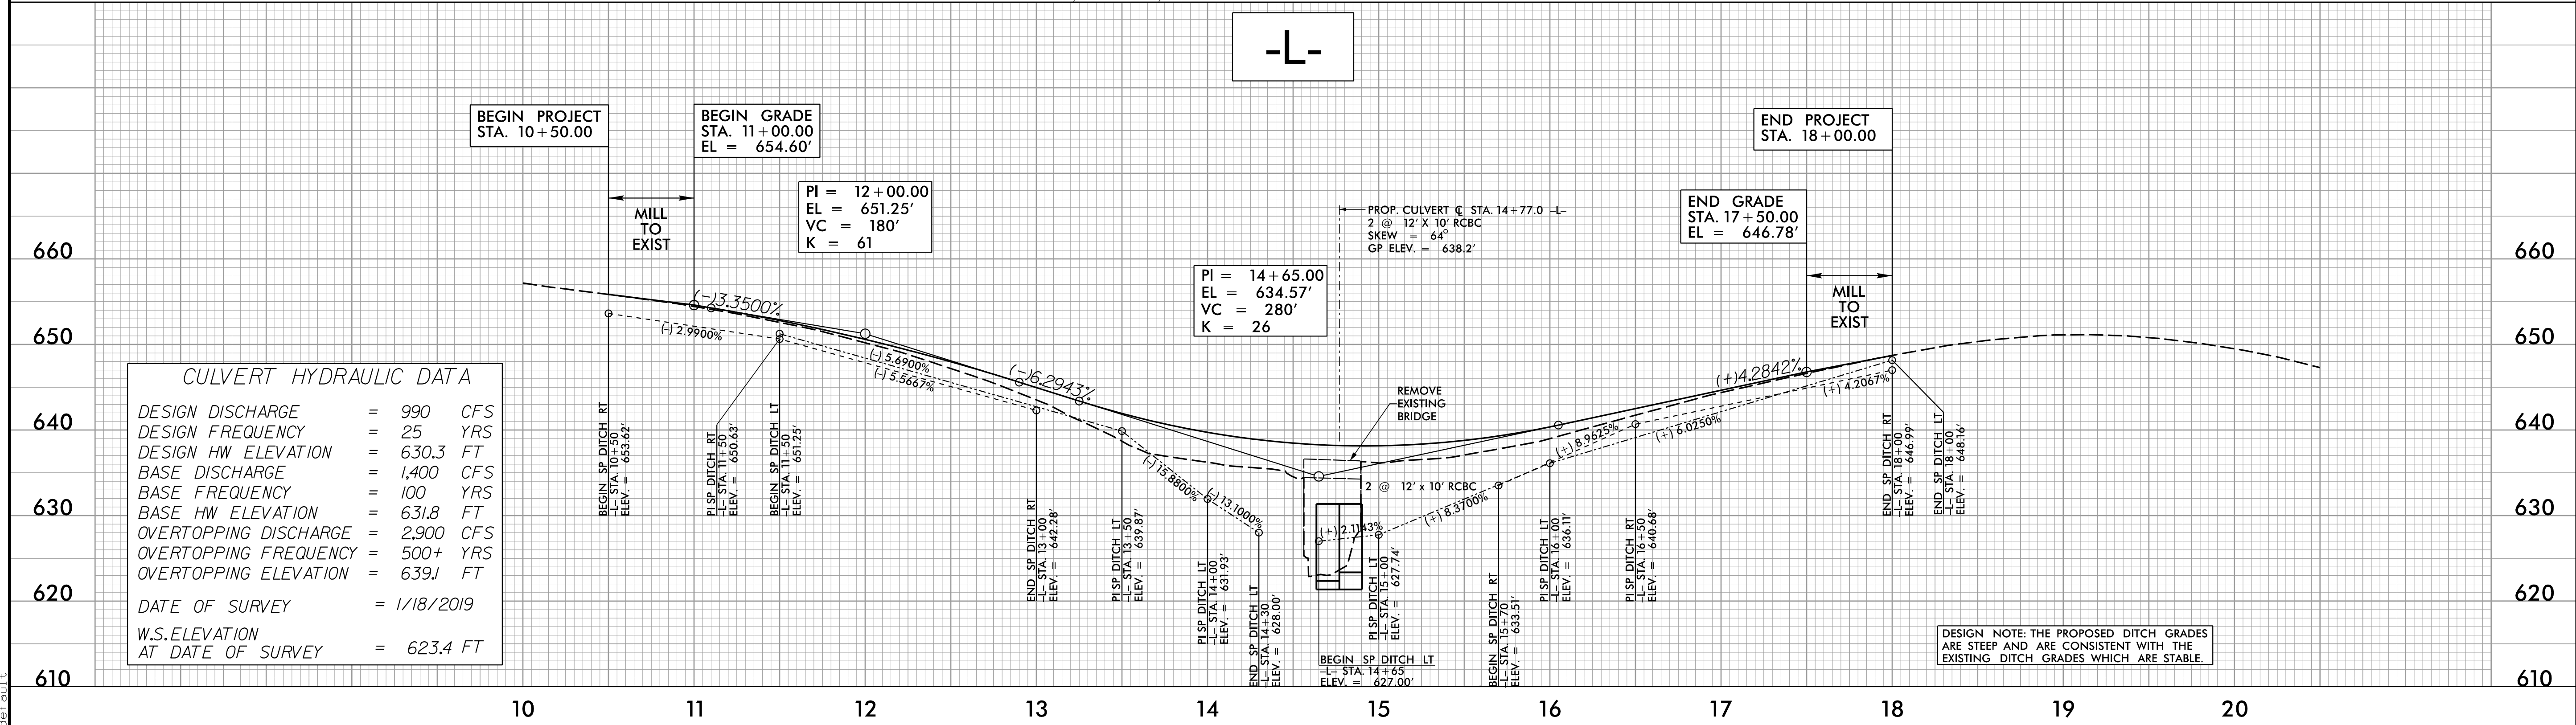 -L-
BEGIN PROJECT
STA. 10+50.00
BEGIN GRADE
STA. 11+00.00
EL = 654.60'
END PROJECT
STA. 18+00.00
MILL
TO
EXIST
PI = 12+00.00
EL = 651.25'
VC = 180'
K = 61
PROP. CULVERT ℄ STA. 14+77.0 -L-
2 @ 12' X 10' RCBC
SKEW = 64°
GP ELEV. = 638.2'
END GRADE
STA. 17+50.00
EL = 646.78'
PI = 14+65.00
EL = 634.57'
VC = 280'
K = 26
MILL
TO
EXIST
660
660
650
650
640
640
630
630
620
620
610
610
(-)3.3500%
(-) 2.9900%
(-) 5.6900%
(-) 5.5667%
(-)6.2943%
(-)15.8800%
(-)13.1000%
(+) 2.1143%
(+) 8.3700%
(+) 8.9625%
(+) 6.0250%
(+)4.2842%
(+) 4.2067%
REMOVE
EXISTING
BRIDGE
2 @ 12' x 10' RCBC
CULVERT HYDRAULIC DATA
DESIGN DISCHARGE = 990 CFS
DESIGN FREQUENCY = 25 YRS
DESIGN HW ELEVATION = 630.3 FT
BASE DISCHARGE = 1,400 CFS
BASE FREQUENCY = 100 YRS
BASE HW ELEVATION = 631.8 FT
OVERTOPPING DISCHARGE = 2,900 CFS
OVERTOPPING FREQUENCY = 500+ YRS
OVERTOPPING ELEVATION = 639.1 FT
DATE OF SURVEY = 1/18/2019
W.S.ELEVATION
AT DATE OF SURVEY = 623.4 FT
BEGIN SP DITCH RT
-L- STA. 10+50
ELEV. = 653.62'
PI SP DITCH RT
-L- STA. 11+50
ELEV. = 650.63'
BEGIN SP DITCH LT
-L- STA. 11+50
ELEV. = 651.25'
END SP DITCH RT
-L- STA. 13+00
ELEV. = 642.28'
PI SP DITCH LT
-L- STA. 13+50
ELEV. = 639.87'
PI SP DITCH LT
-L- STA. 14+00
ELEV. = 631.93'
END SP DITCH LT
-L- STA. 14+30
ELEV. = 628.00'
BEGIN SP DITCH LT
-L- STA. 14+65
ELEV. = 627.00'
PI SP DITCH LT
-L- STA. 15+00
ELEV. = 627.74'
BEGIN SP DITCH RT
-L- STA. 15+70
ELEV. = 633.51'
PI SP DITCH LT
-L- STA. 16+00
ELEV. = 636.11'
PI SP DITCH RT
-L- STA. 16+50
ELEV. = 640.68'
END SP DITCH RT
-L- STA. 18+00
ELEV. = 646.99'
END SP DITCH LT
-L- STA. 18+00
ELEV. = 648.16'
DESIGN NOTE: THE PROPOSED DITCH GRADES
ARE STEEP AND ARE CONSISTENT WITH THE
EXISTING DITCH GRADES WHICH ARE STABLE.
10
11
12
13
14
15
16
17
18
19
20
default